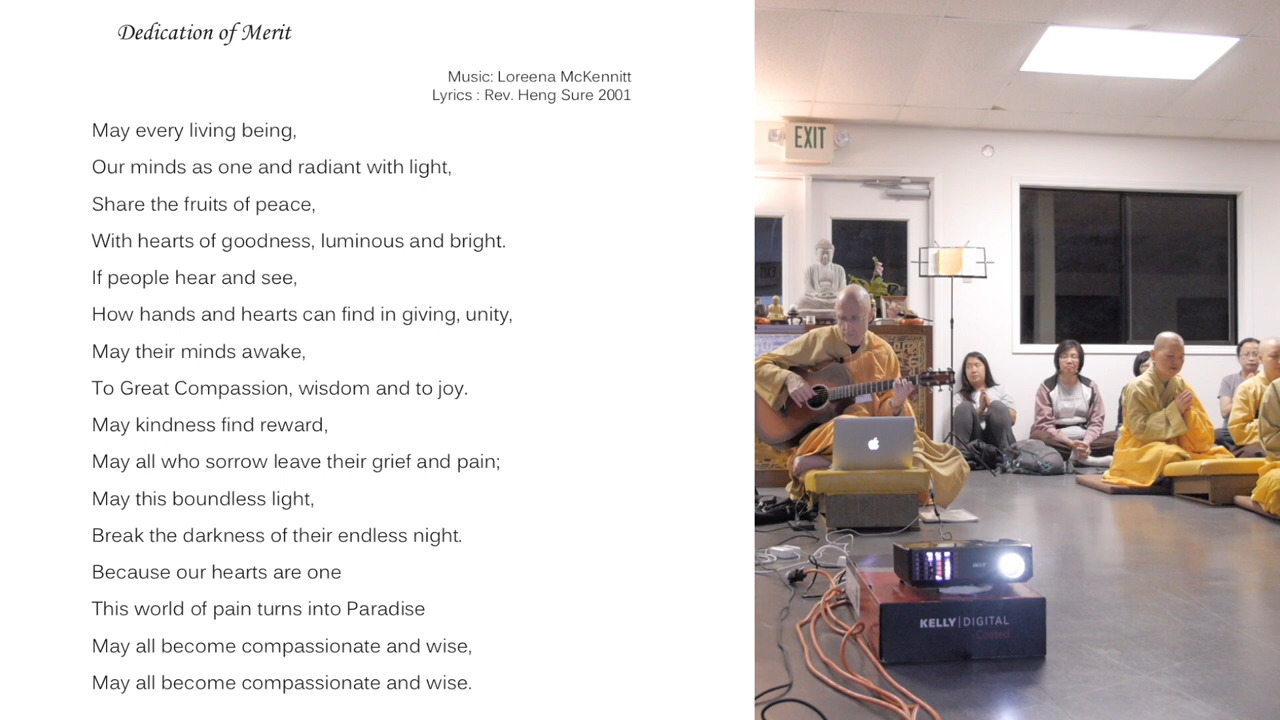 Dedication of Merit
Music: Loreena McKennitt
Lyrics : Rev. Heng Sure 2001
May every living being,
Our minds as one and radiant with light,
Share the fruits of peace,
With hearts of goodness, luminous and bright.
If people hear and see,
How hands and hearts can find in giving, unity,
May their minds awake,
To Great Compassion, wisdom and to joy.
May kindness find reward,
May all who sorrow leave their grief and pain;
May this boundless light,
Break the darkness of their endless night.
Because our hearts are one
This world of pain turns into Paradise
May all become compassionate and wise,
May all become compassionate and wise.
EXIT
acer
KELLY|DIGITAL
Coated